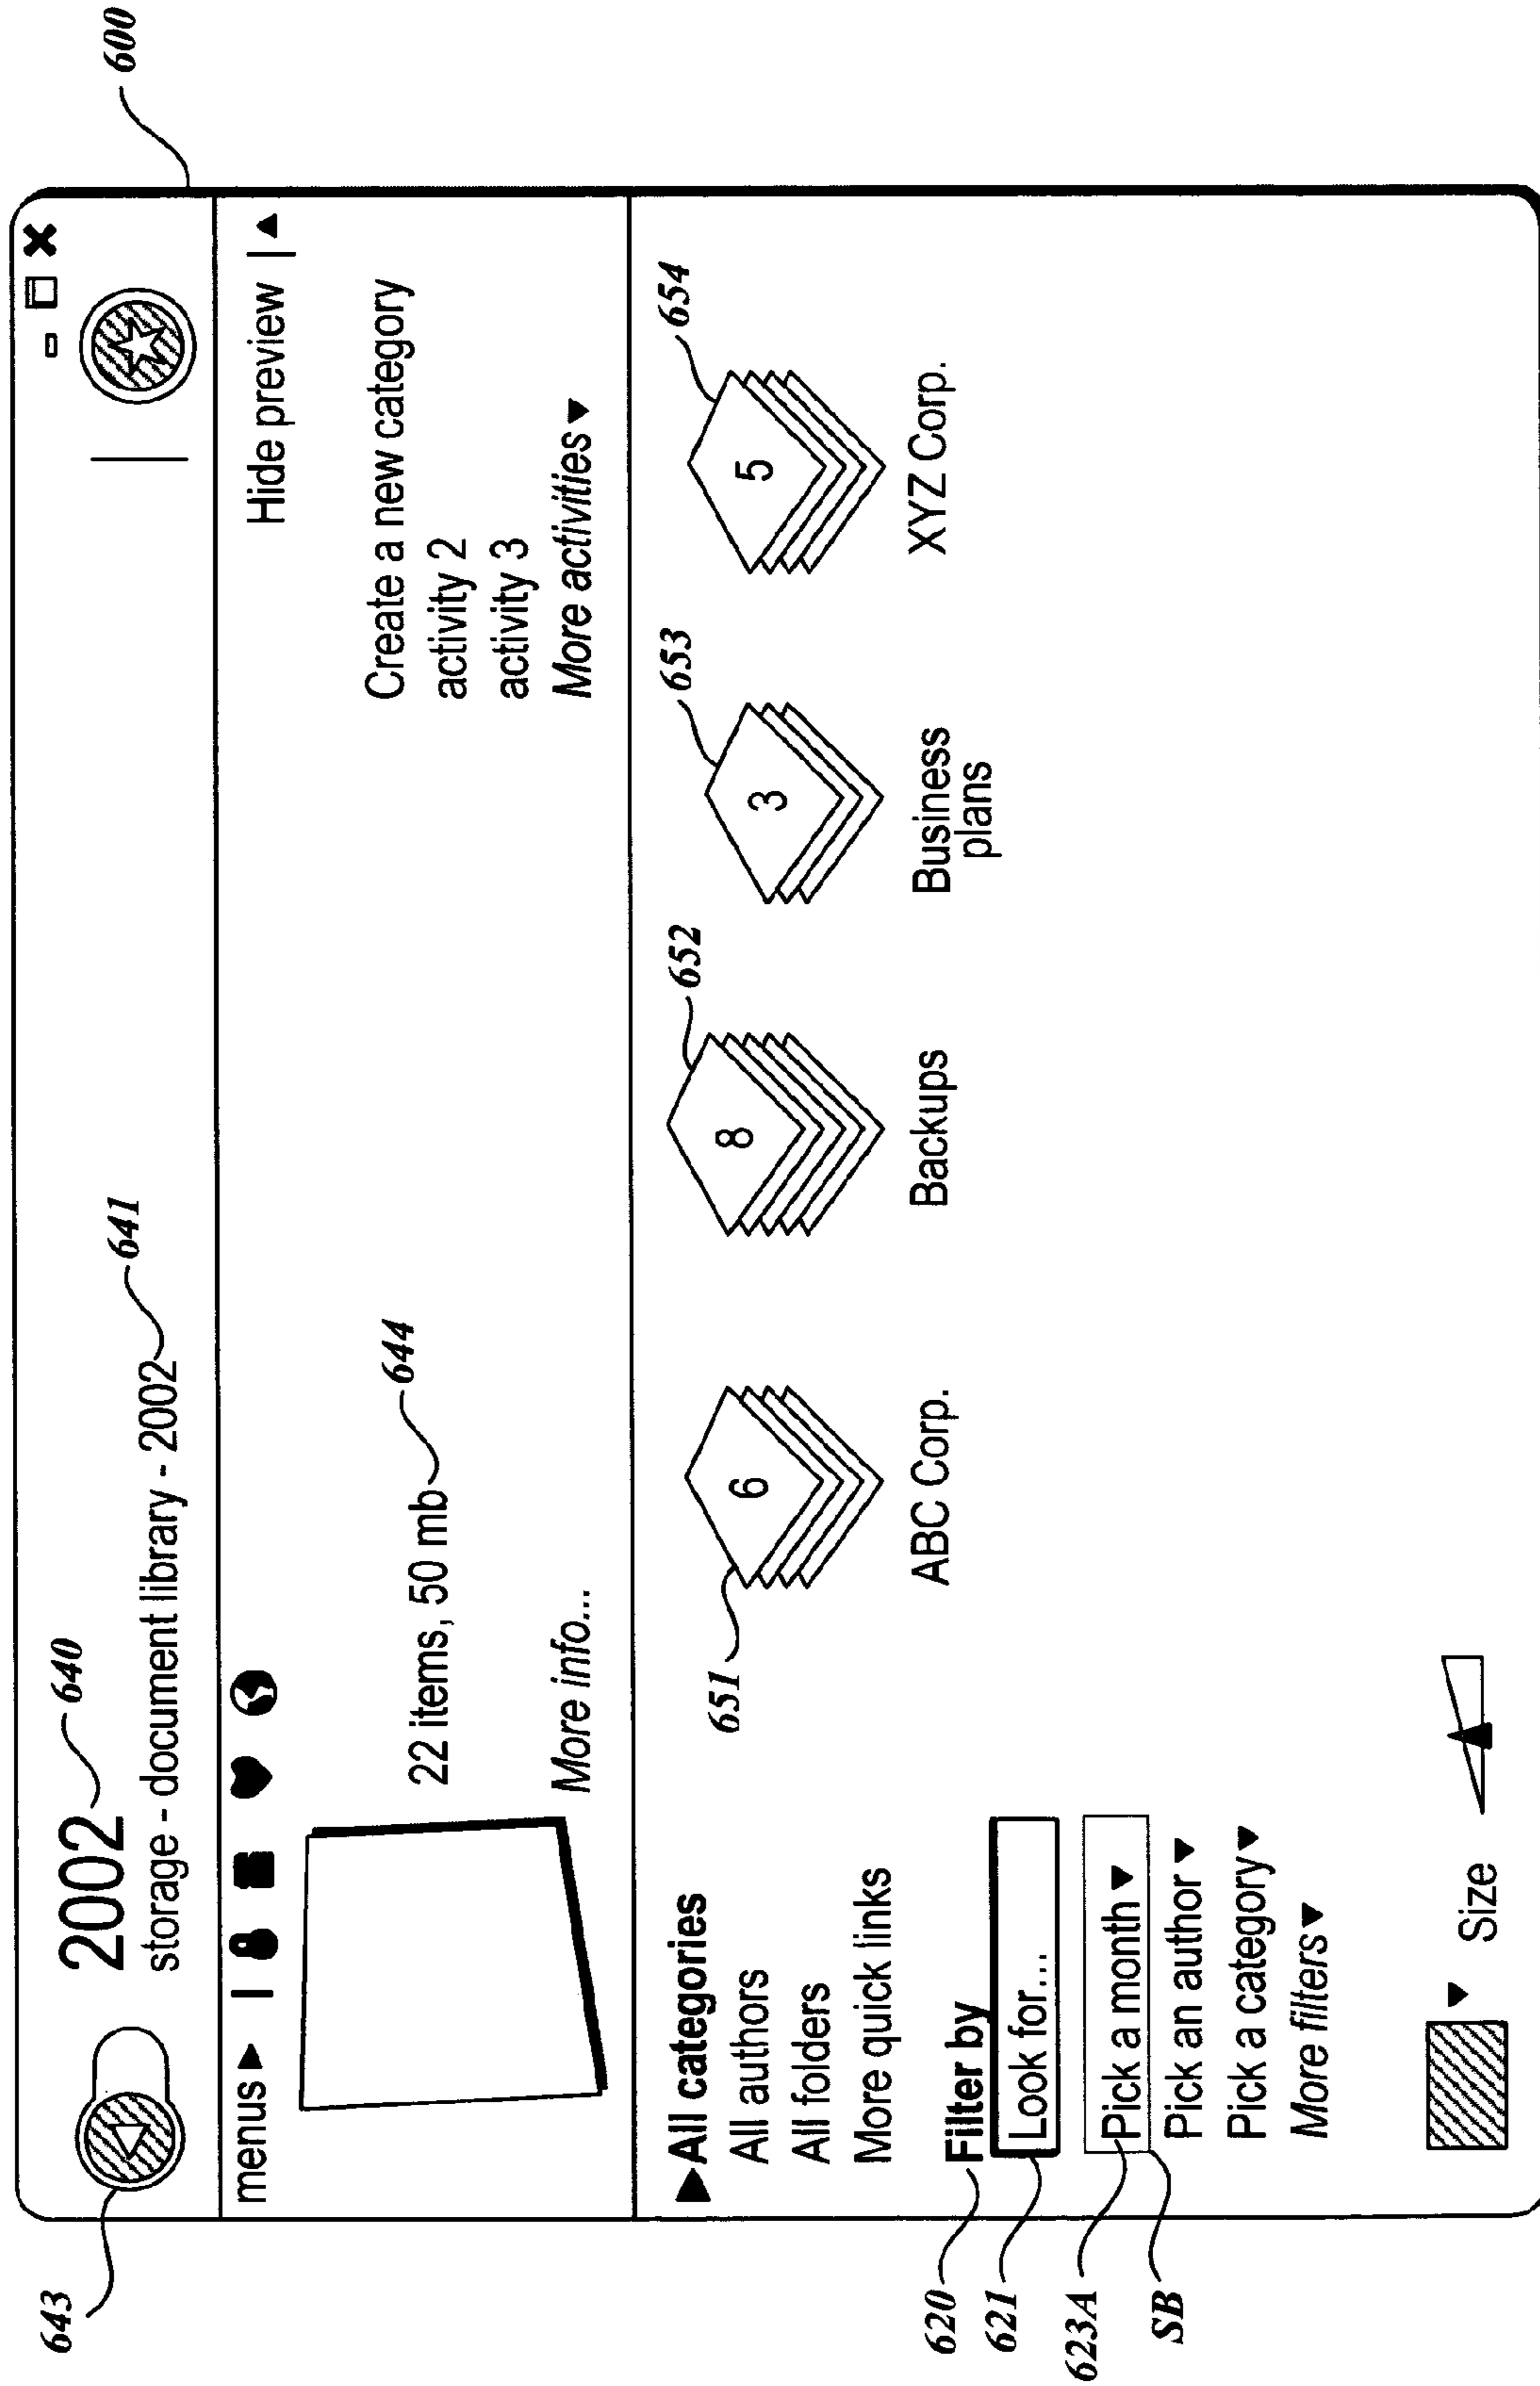 600
2002 640
storage - document library - 2002 641
643
menus
Hide preview
22 items, 50 mb 644
More info...
Create a new category
activity 2
activity 3
More activities
All categories
All authors
All folders
More quick links
620 Filter by
621 Look for...
623A Pick a month
SB
Pick an author
Pick a category
More filters
Size
651 652 653 654
6 8 3 5
ABC Corp. Backups Business XYZ Corp.
plans